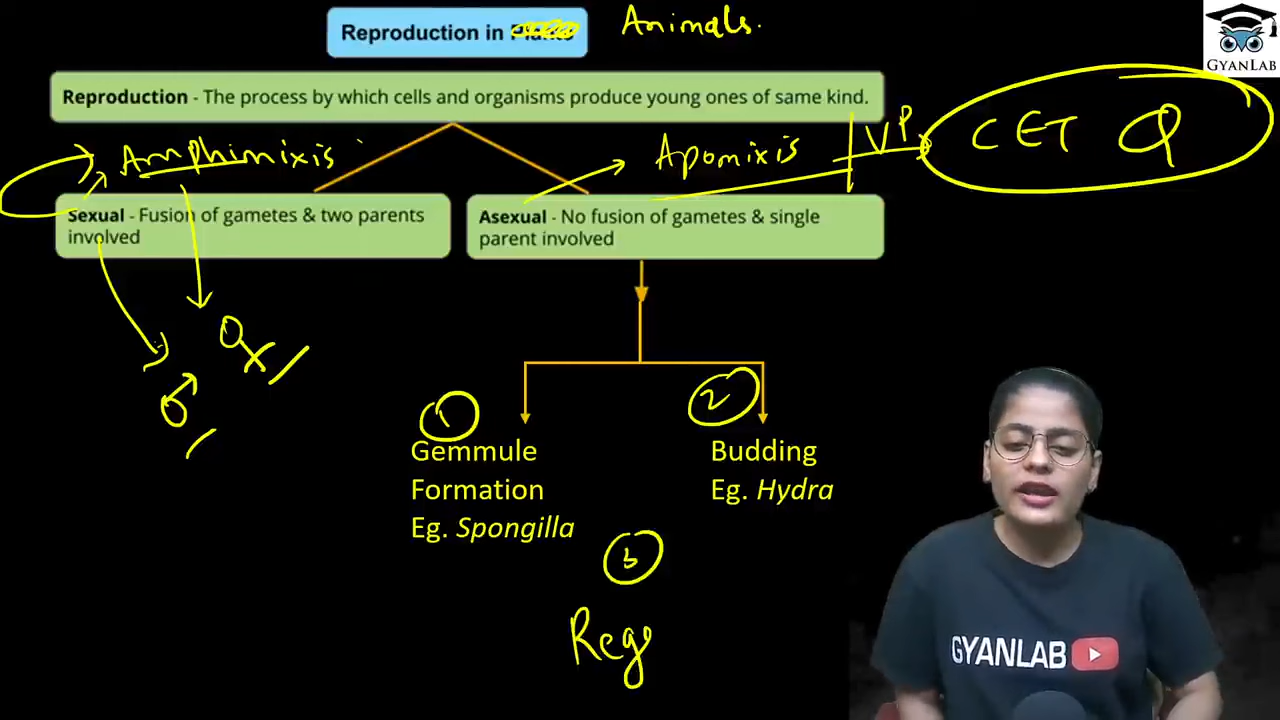 Reproduction in Plants
Animals.
GYANLAB
Reproduction - The process by which cells and organisms produce young ones of same kind.
Amphimixis
Apomixis
VP
CET Q
Sexual - Fusion of gametes & two parents
involved
Asexual - No fusion of gametes & single
parent involved
♂
♀
1
2
Gemmule
Formation
Eg. Spongilla
Budding
Eg. Hydra
Reg
GYANLAB